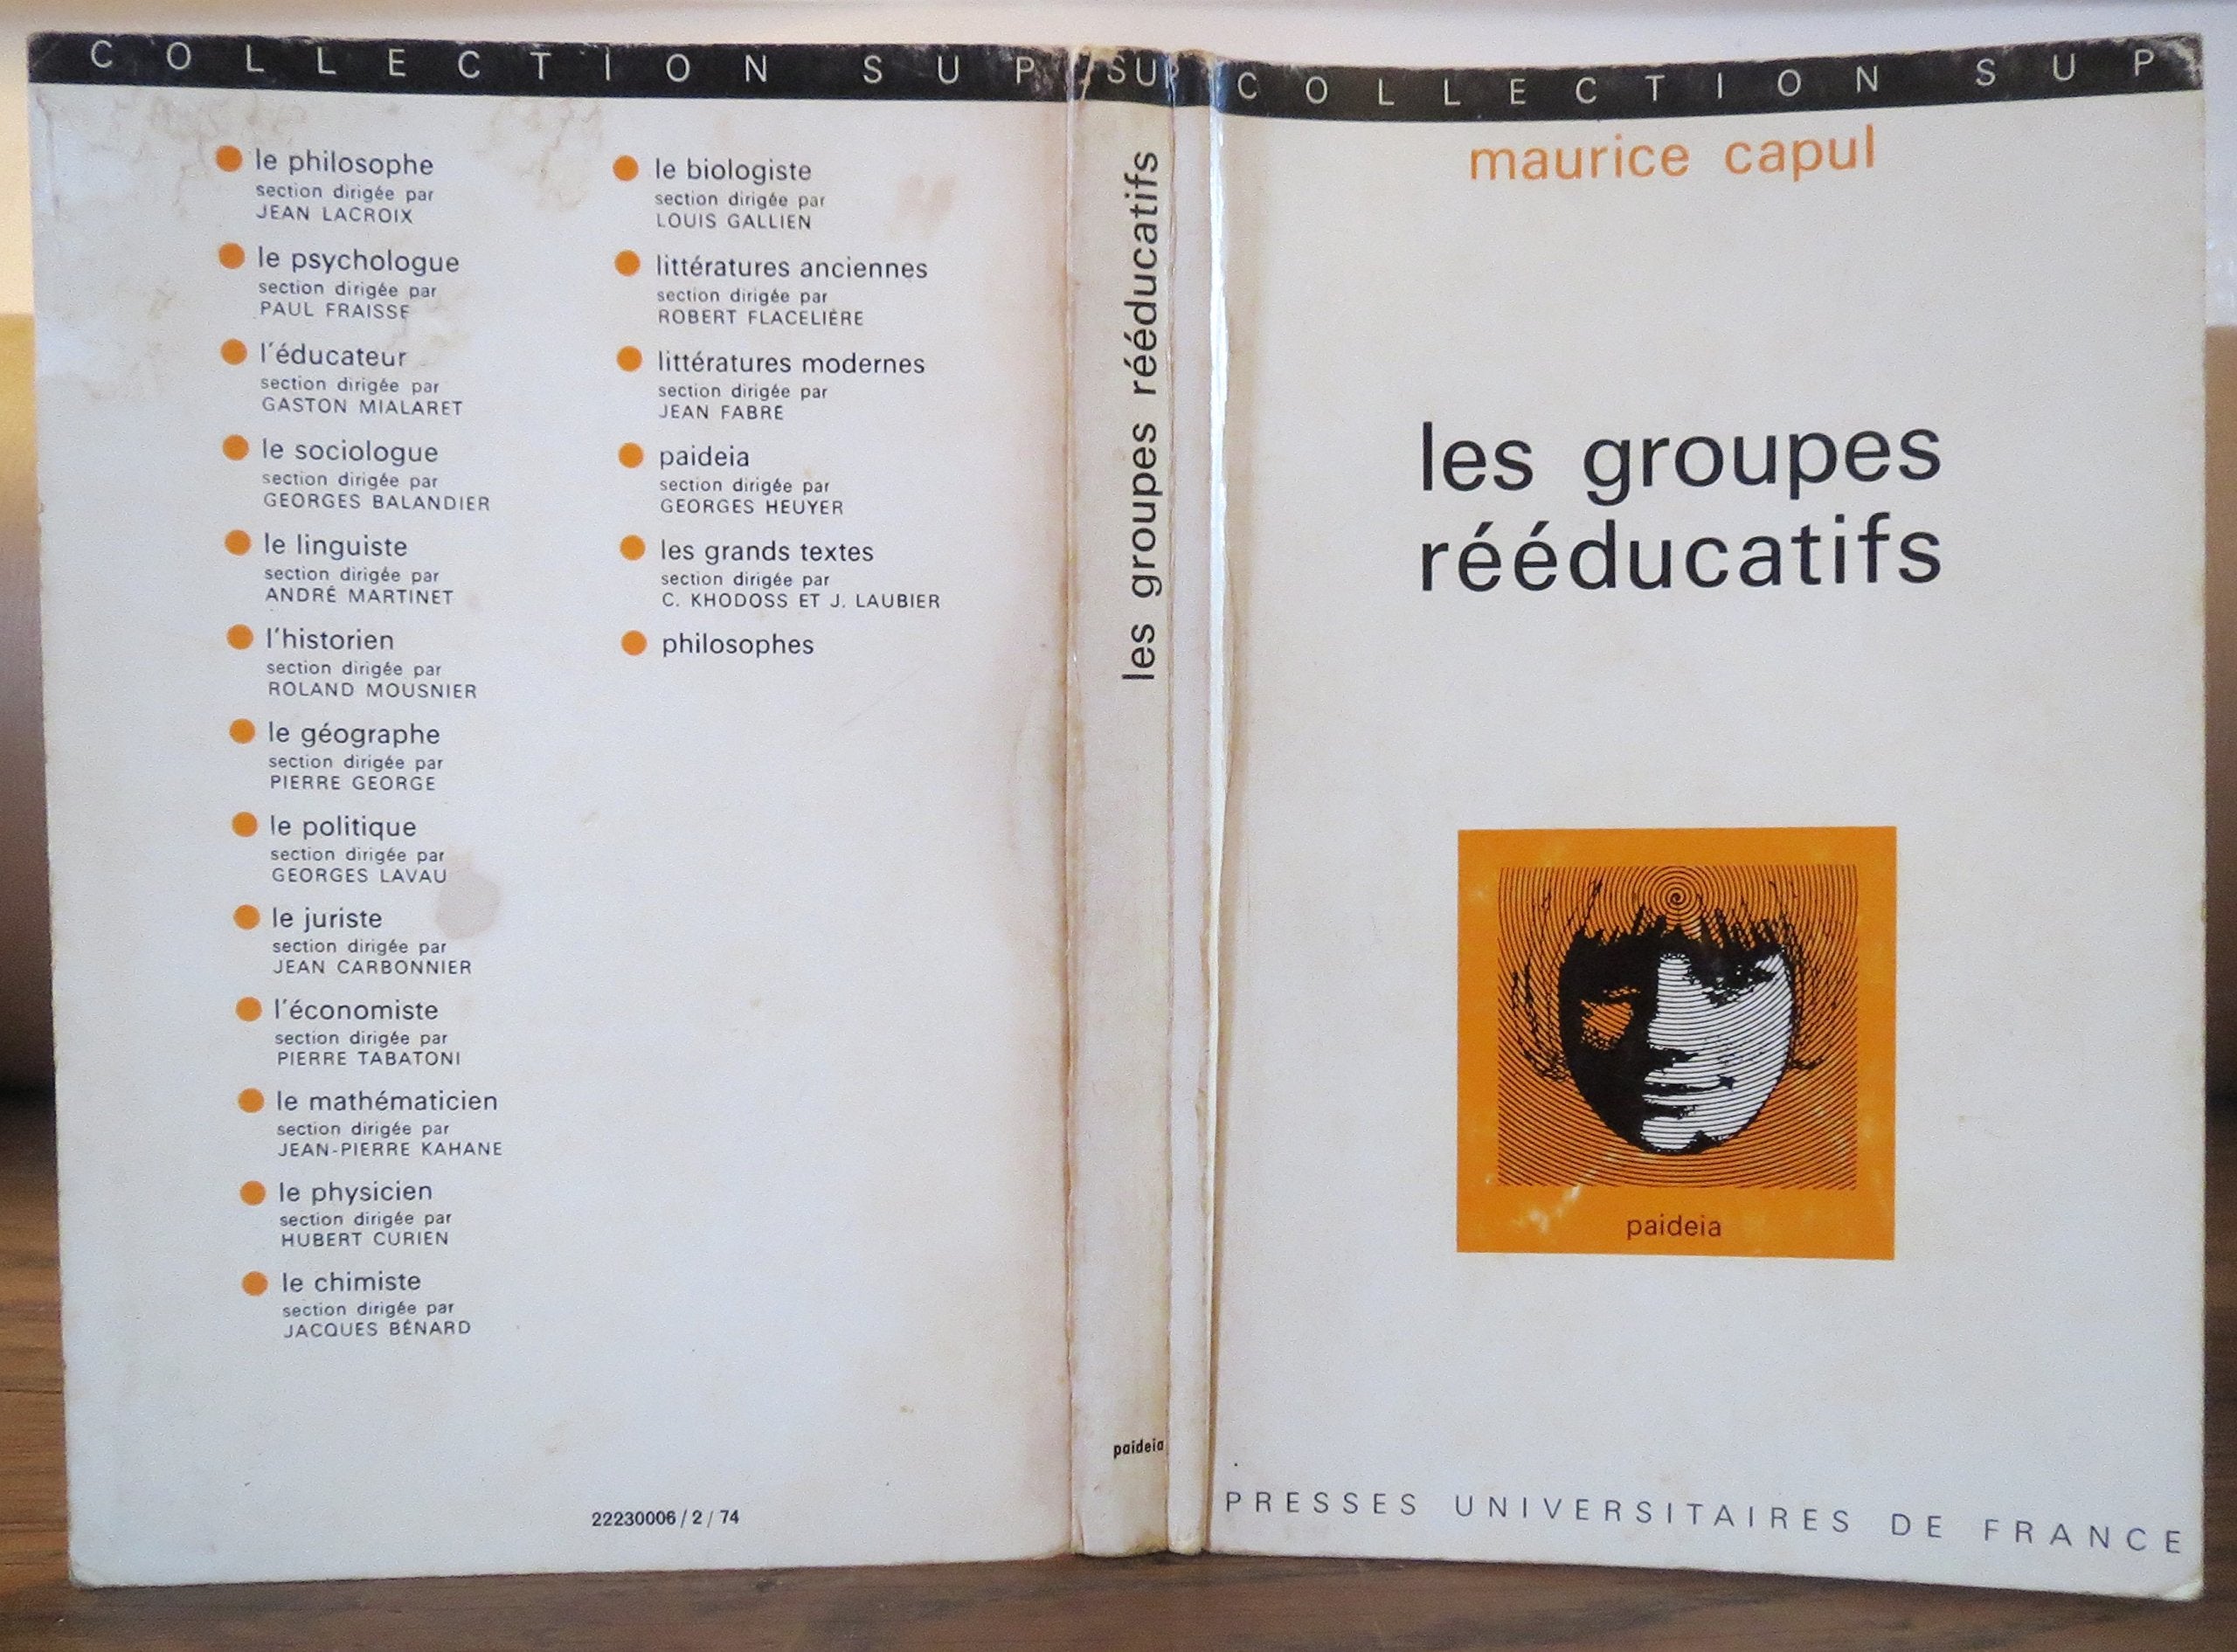 COLLECTION SUP
le philosophe
section dirigée par
JEAN LACROIX
le psychologue
section dirigée par
PAUL FRAISSE
l'éducateur
section dirigée par
GASTON MIALARET
le sociologue
section dirigée par
GEORGES BALANDIER
le linguiste
section dirigée par
ANDRÉ MARTINET
l'historien
section dirigée par
ROLAND MOUSNIER
le géographe
section dirigée par
PIERRE GEORGE
le politique
section dirigée par
GEORGES LAVAU
le juriste
section dirigée par
JEAN CARBONNIER
l'économiste
section dirigée par
PIERRE TABATONI
le mathématicien
section dirigée par
JEAN-PIERRE KAHANE
le physicien
section dirigée par
HUBERT CURIEN
le chimiste
section dirigée par
JACQUES BÉNARD
le biologiste
section dirigée par
LOUIS GALLIEN
littératures anciennes
section dirigée par
ROBERT FLACELIÈRE
littératures modernes
section dirigée par
JEAN FABRE
paideia
section dirigée par
GEORGES HEUYER
les grands textes
section dirigée par
C. KHODOSS ET J. LAUBIER
philosophes
22230006 / 2 / 74
SUP
les groupes rééducatifs
paideia
COLLECTION SUP
maurice capul
les groupes
rééducatifs
paideia
PRESSES UNIVERSITAIRES DE FRANCE